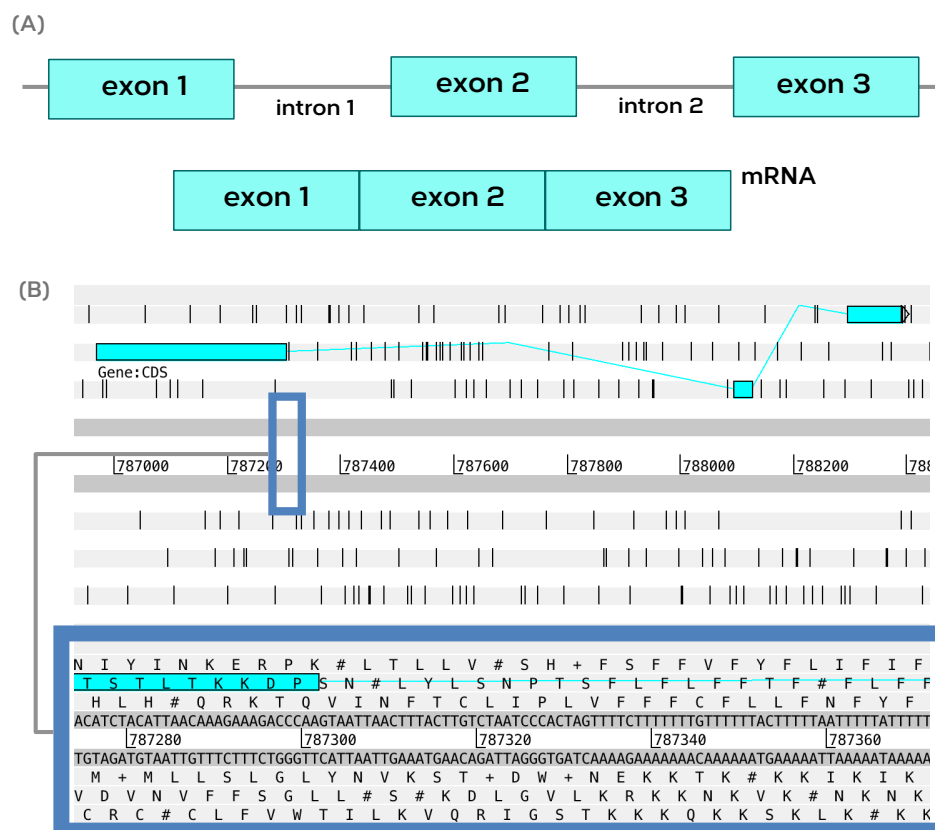 (A)
exon 1
exon 2
exon 3
intron 1
intron 2
mRNA
exon 1
exon 2
exon 3
(B)
Gene:CDS
787000 787200 787400 787600 787800 788000 788200 788
N I Y I N K E R P K # L T L L V # S H + F S F F V F Y F L I F I F
T S T L T K K D P S N # L Y L S N P T S F L F L F F T F # F L F F
H L H # Q R K T Q V I N F T C L I P L V F F F C F L L F N F Y F
ACATCTACATTAACAAAGAAAGACCCAAGTAATTAACTTTACTTGTCTAATCCCACTAGTTTTCTTTTTTTGTTTTTTACTTTTTAATTTTTATTTTT
787280 787300 787320 787340 787360
TGTAGATGTAATTGTTTCTTTCTGGGTTCATTAATTGAAATGAACAGATTAGGGTGATCAAAAGAAAAAAACAAAAAATGAAAAATTAAAAATAAAAA
M + M L L S L G L Y N V K S T + D W + N E K K T K # K K I K I K
V D V N V F F S G L L # S # K D L G V L K R K K N K V K # N K N K
C R C # C L F V W T I L K V Q R I G S T K K K Q K K S K L K # K K